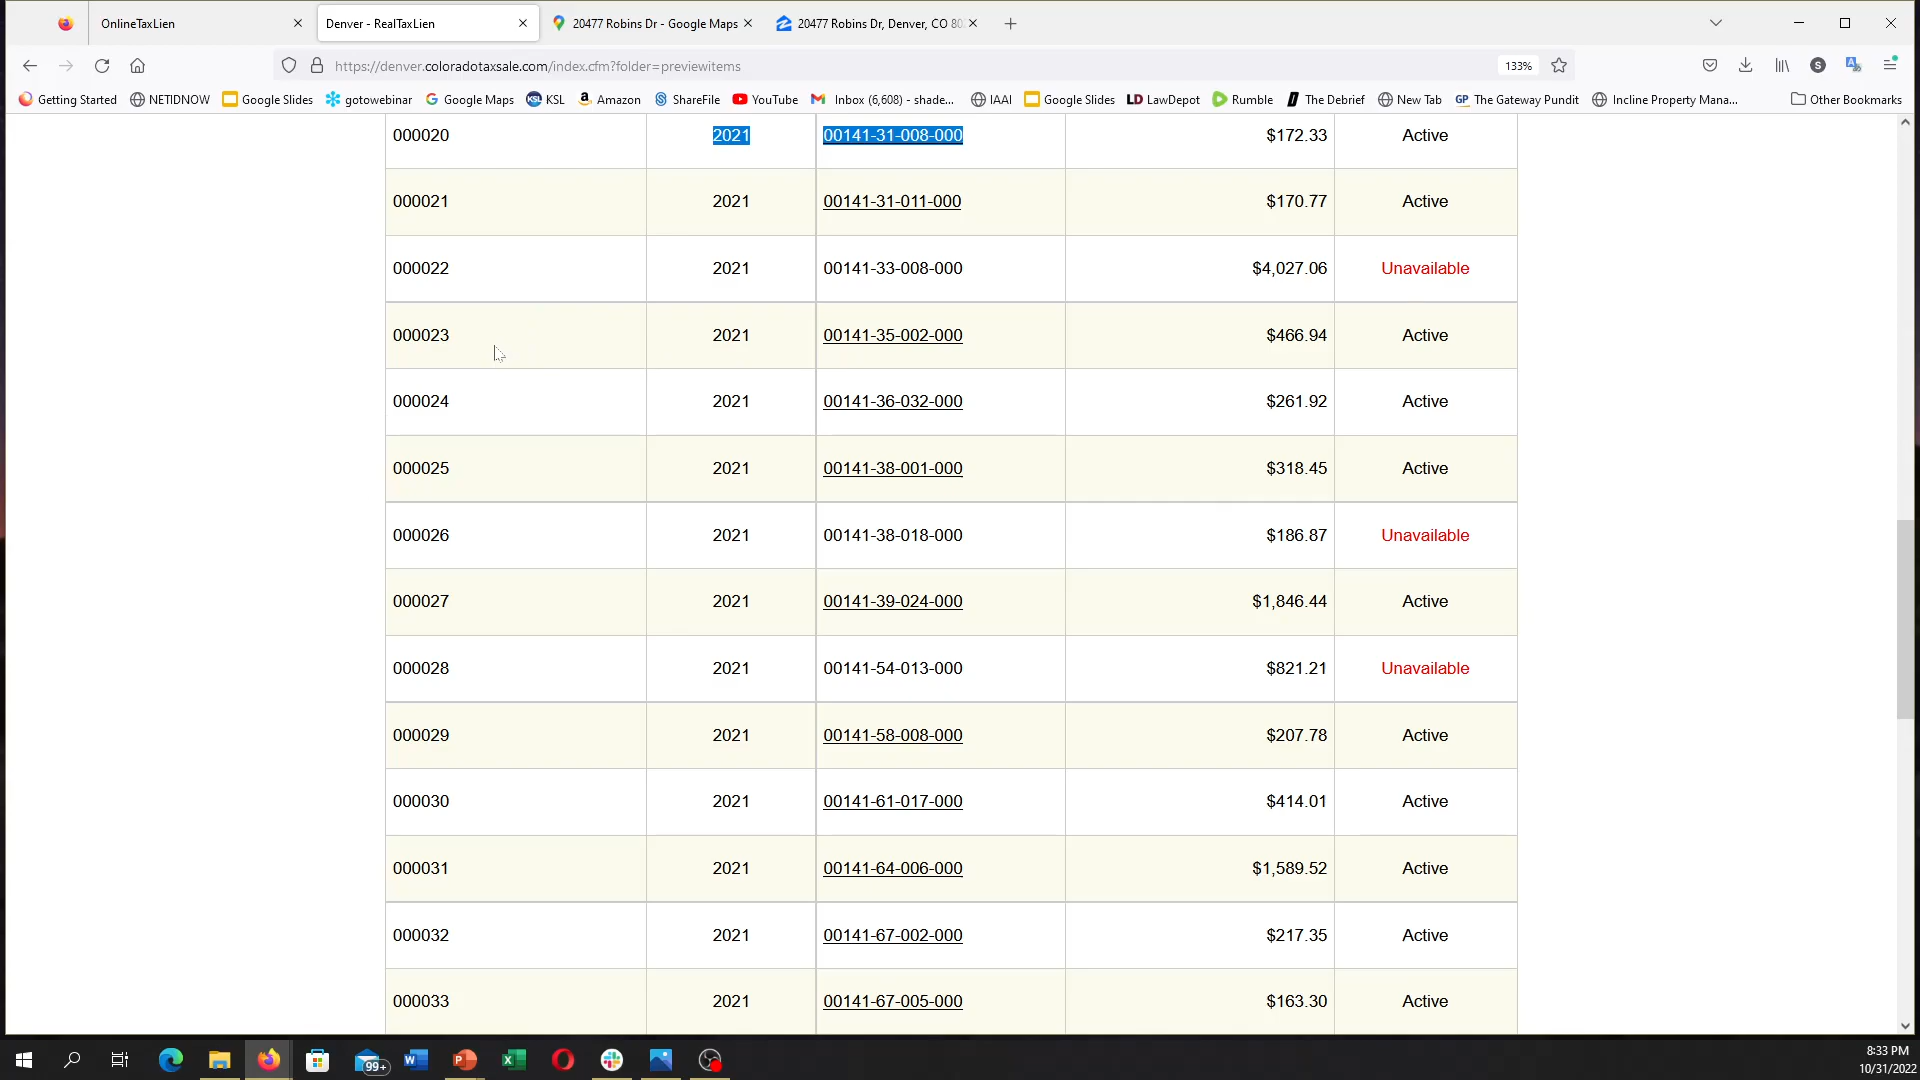 OnlineTaxLien
Denver - RealTaxLien
20477 Robins Dr - Google Maps
20477 Robins Dr, Denver, CO 80
https://denver.coloradotaxsale.com/index.cfm?folder=previewitems
133%
S
Getting Started
NETIDNOW
Google Slides
gotowebinar
Google Maps
KSL
Amazon
ShareFile
YouTube
Inbox (6,608) - shade...
IAAI
Google Slides
LD LawDepot
Rumble
The Debrief
New Tab
GP The Gateway Pundit
Incline Property Mana...
Other Bookmarks
000020 2021 00141-31-008-000 $172.33 Active
000021 2021 00141-31-011-000 $170.77 Active
000022 2021 00141-33-008-000 $4,027.06 Unavailable
000023 2021 00141-35-002-000 $466.94 Active
000024 2021 00141-36-032-000 $261.92 Active
000025 2021 00141-38-001-000 $318.45 Active
000026 2021 00141-38-018-000 $186.87 Unavailable
000027 2021 00141-39-024-000 $1,846.44 Active
000028 2021 00141-54-013-000 $821.21 Unavailable
000029 2021 00141-58-008-000 $207.78 Active
000030 2021 00141-61-017-000 $414.01 Active
000031 2021 00141-64-006-000 $1,589.52 Active
000032 2021 00141-67-002-000 $217.35 Active
000033 2021 00141-67-005-000 $163.30 Active
99+
8:33 PM
10/31/2022